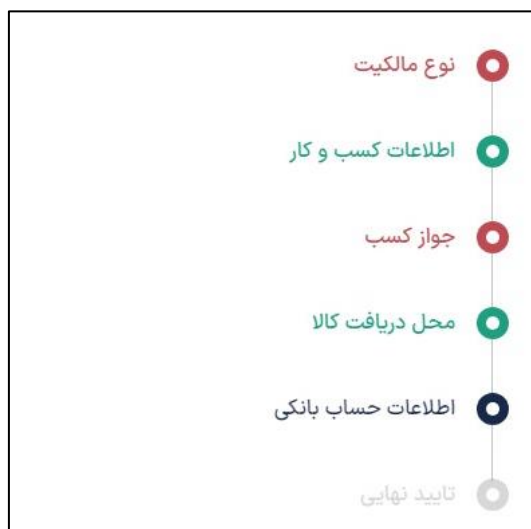 نوع مالکیت
اطلاعات کسب و کار
جواز کسب
محل دریافت کالا
اطلاعات حساب بانکی
تایید نهایی